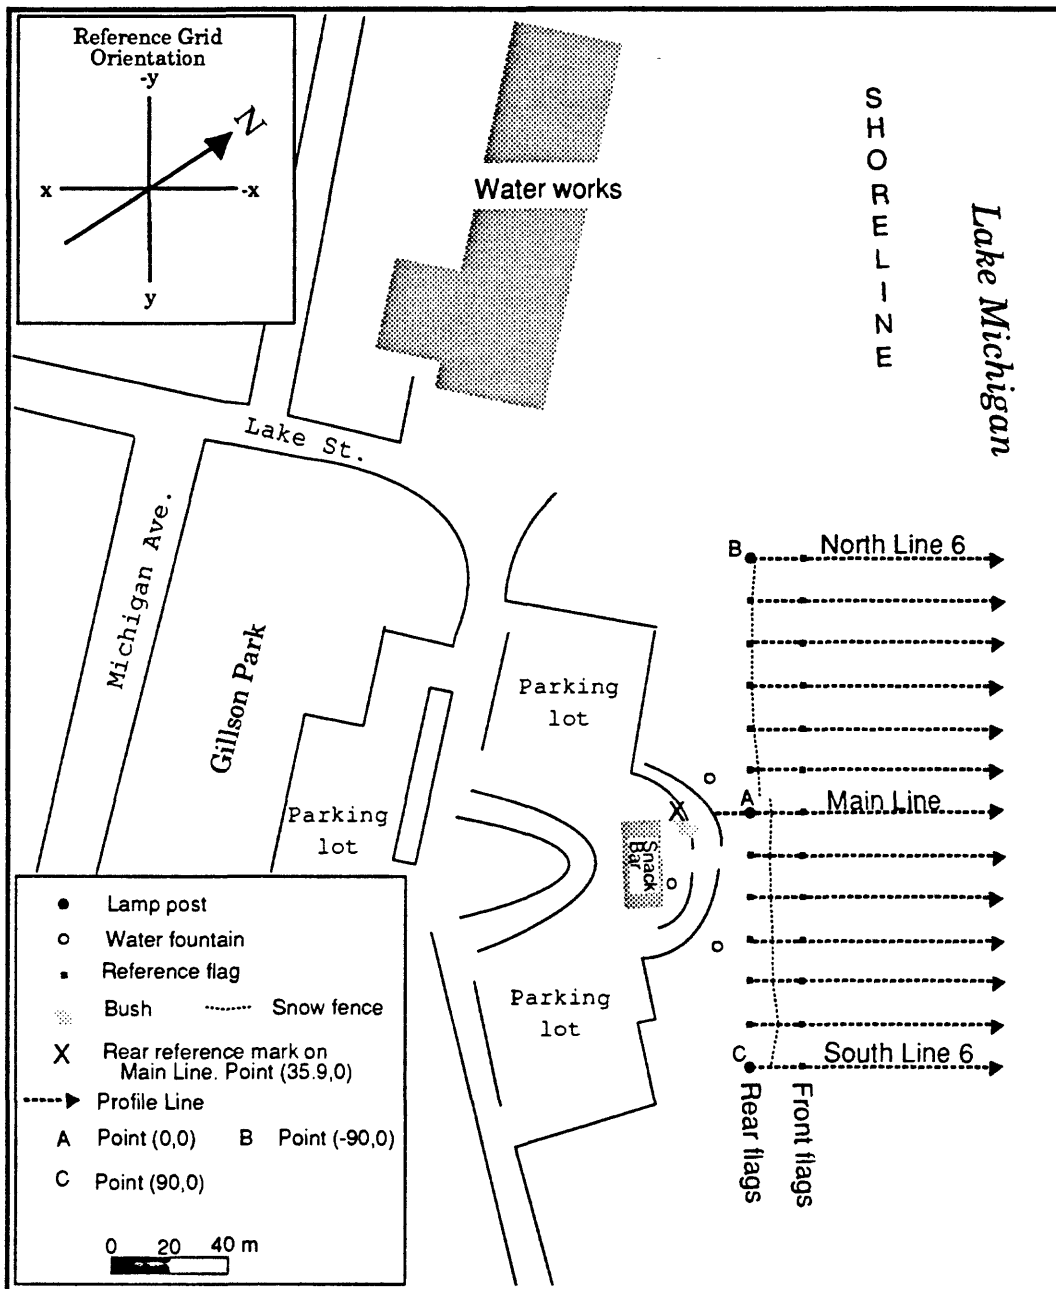 Reference Grid
Orientation
-y
N
x
-x
y
Water works
SHORELINE
Lake Michigan
Lake St.
Michigan Ave.
Gillson Park
Parking
lot
Parking
lot
Parking
lot
Snack
Bar
X
B
North Line 6
A
Main Line
C
South Line 6
Rear flags
Front flags
Lamp post
Water fountain
Reference flag
Bush
Snow fence
X Rear reference mark on
Main Line. Point (35.9,0)
Profile Line
A Point (0,0) B Point (-90,0)
C Point (90,0)
0 20 40 m